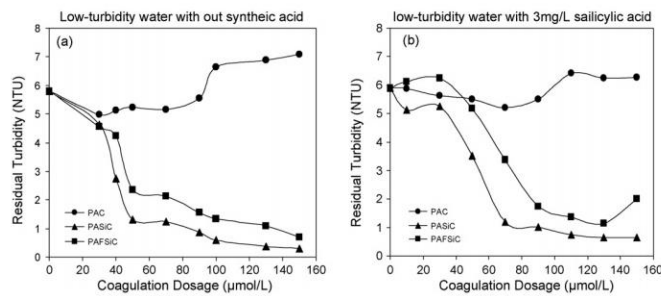 Low-turbidity water with out syntheic acid
(a)
8
7
6
5
4
3
2
1
0
Residual Turbidity (NTU)
PAC
PASiC
PAFSiC
0 20 40 60 80 100 120 140 160
Coagulation Dosage (µmol/L)
low-turbidity water with 3mg/L sailicylic acid
(b)
8
7
6
5
4
3
2
1
0
Residual Turbidity (NTU)
PAC
PASiC
PAFSiC
0 20 40 60 80 100 120 140 160
Coagulation Dosage (µmol/L)